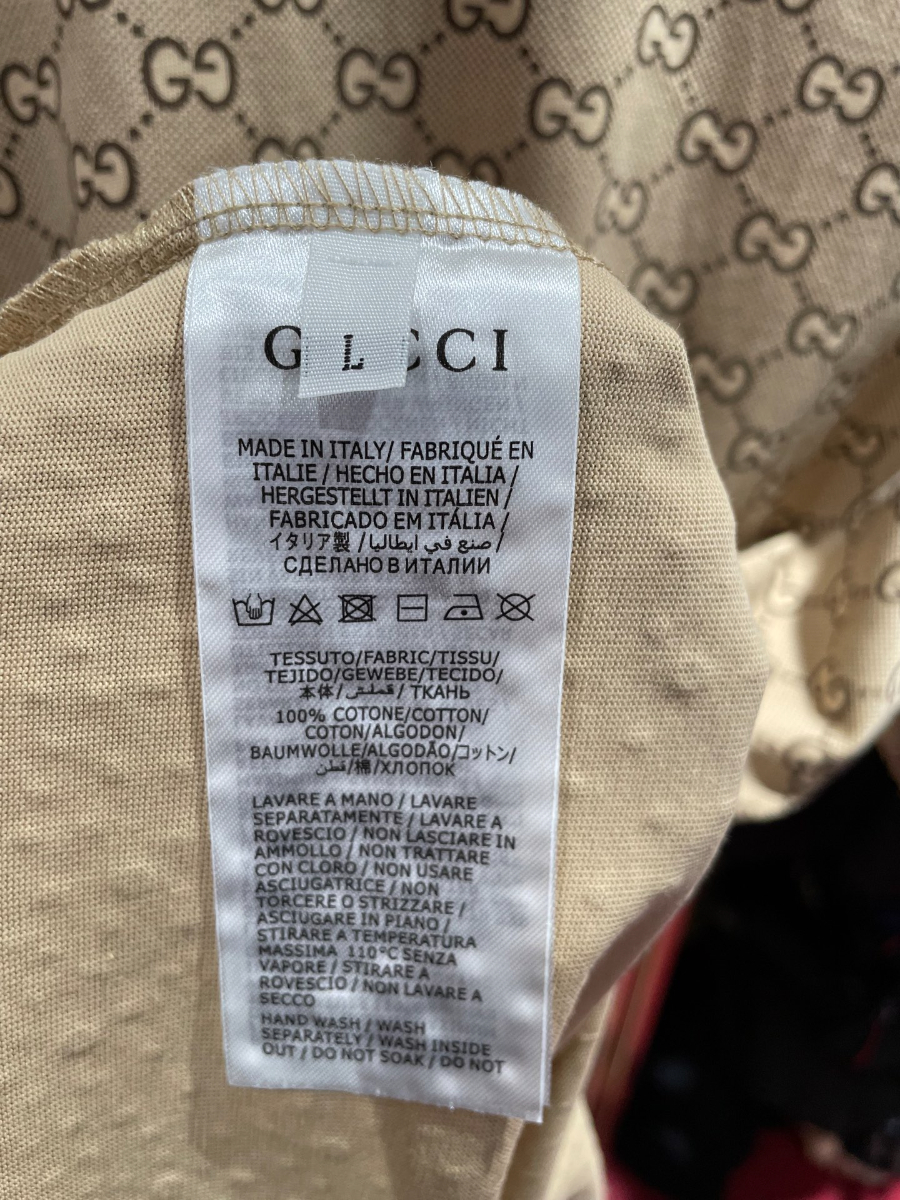 GUCCI
L
MADE IN ITALY/ FABRIQUÉ EN
ITALIE / HECHO EN ITALIA /
HERGESTELLT IN ITALIEN /
FABRICADO EM ITÁLIA /
イタリア製 / صنع في ايطاليا /
СДЕЛАНО В ИТАЛИИ
TESSUTO/FABRIC/TISSU/
TEJIDO/GEWEBE/TECIDO/
本体/ قملتش / ТКАНЬ
100% COTONE/COTTON/
COTON/ALGODON/
BAUMWOLLE/ALGODÃO/コットン/
قطن/棉/ХЛОПОК
LAVARE A MANO / LAVARE
SEPARATAMENTE / LAVARE A
ROVESCIO / NON LASCIARE IN
AMMOLLO / NON TRATTARE
CON CLORO / NON USARE
ASCIUGATRICE / NON
TORCERE O STRIZZARE /
ASCIUGARE IN PIANO /
STIRARE A TEMPERATURA
MASSIMA 110°C SENZA
VAPORE / STIRARE A
ROVESCIO / NON LAVARE A
SECCO
HAND WASH / WASH
SEPARATELY / WASH INSIDE
OUT / DO NOT SOAK / DO NOT